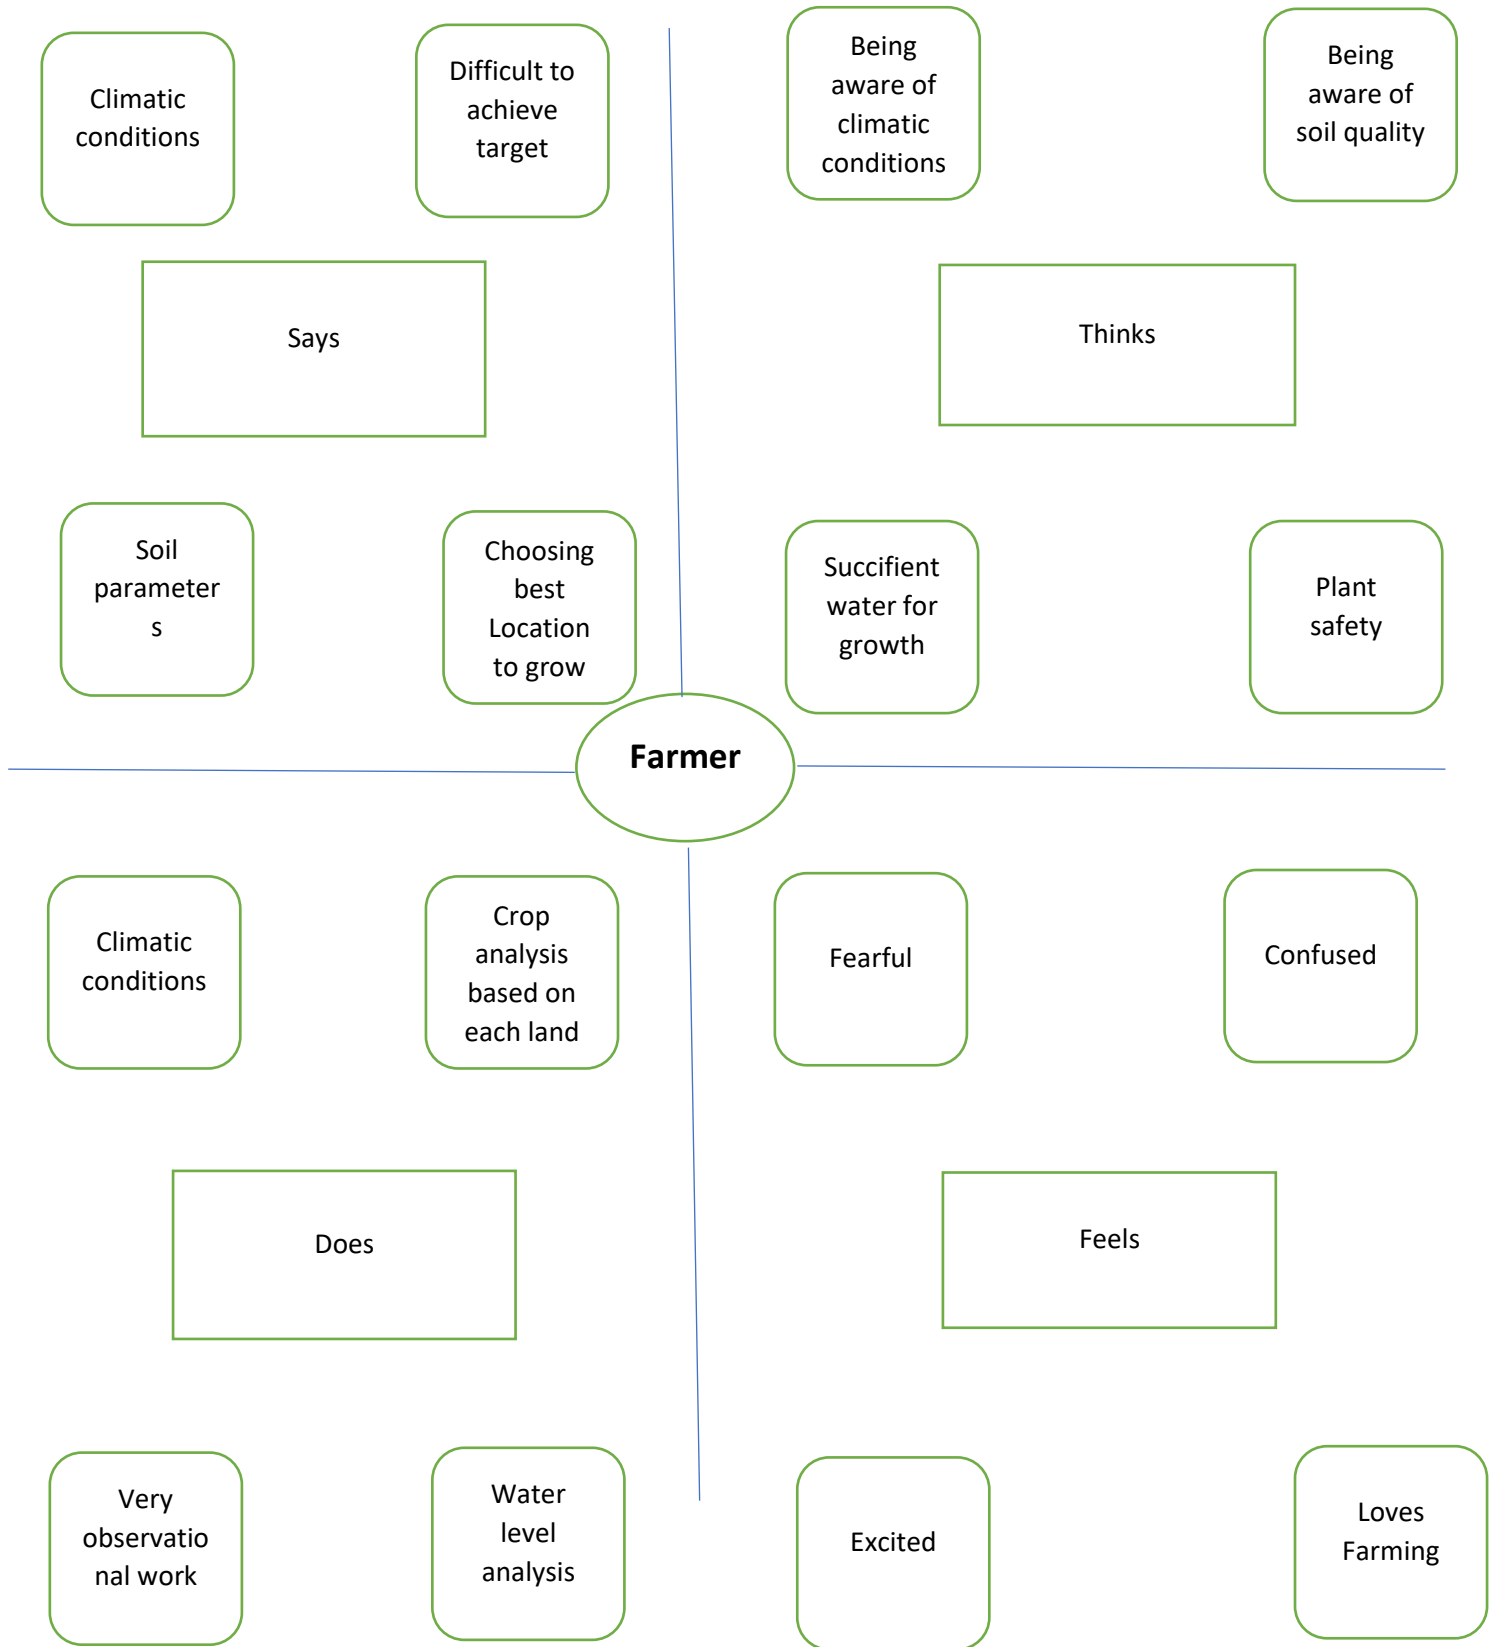 Climatic
conditions
Difficult to
achieve
target
Says
Soil
parameter
s
Choosing
best
Location
to grow
Being
aware of
climatic
conditions
Being
aware of
soil quality
Thinks
Succifient
water for
growth
Plant
safety
Farmer
Climatic
conditions
Crop
analysis
based on
each land
Does
Very
observatio
nal work
Water
level
analysis
Fearful
Confused
Feels
Excited
Loves
Farming